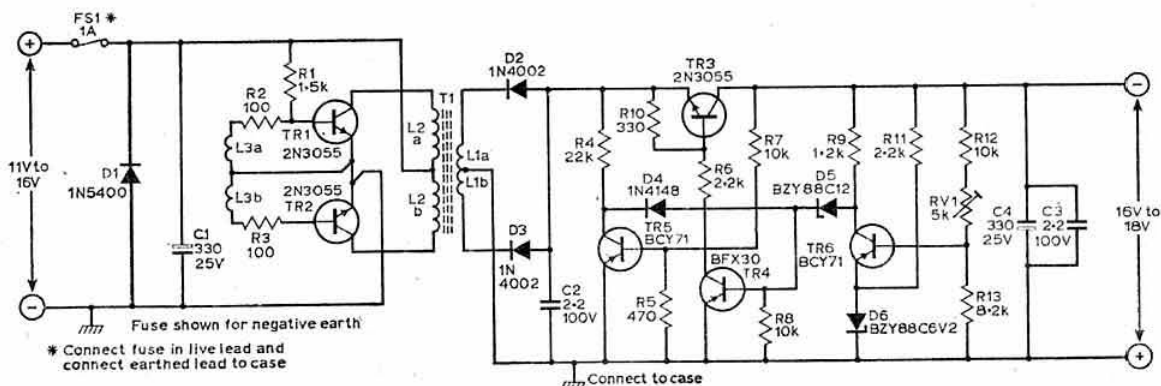 FS1 *
1A
+
11V to
16V
−
D1
1N5400
C1
330
25V
R1
1·5k
R2
100
L3a
L3b
R3
100
TR1
2N3055
2N3055
TR2
L2
a
L2
b
T1
L1a
L1b
D2
1N4002
D3
1N
4002
C2
2·2
100V
R4
22k
R10
330
TR3
2N3055
R7
10k
R6
2·2k
D4
1N4148
TR5
BCY71
R5
470
BFX30
TR4
R8
10k
D5
BZY88C12
R9
1·2k
R11
2·2k
TR6
BCY71
D6
BZY88C6V2
R12
10k
RV1
5k
R13
8·2k
C4
330
25V
C3
2·2
100V
−
16V to
18V
+
Fuse shown for negative earth
* Connect fuse in live lead and
connect earthed lead to case
Connect to case